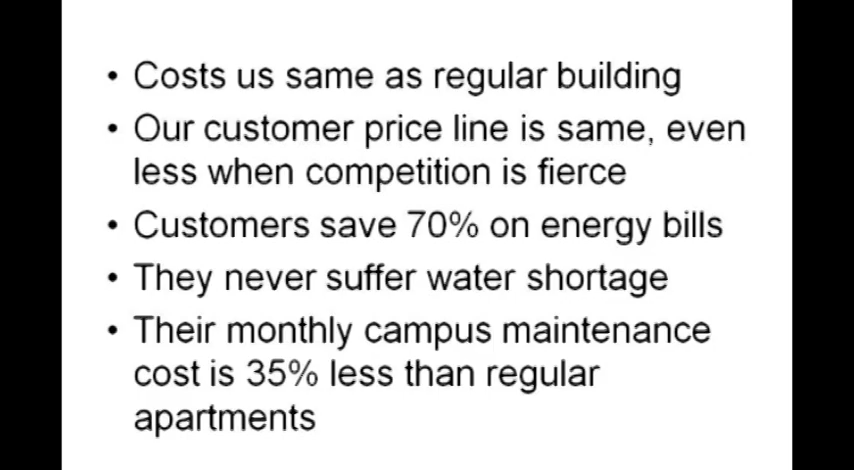 • Costs us same as regular building
• Our customer price line is same, even
less when competition is fierce
• Customers save 70% on energy bills
• They never suffer water shortage
• Their monthly campus maintenance
cost is 35% less than regular
apartments